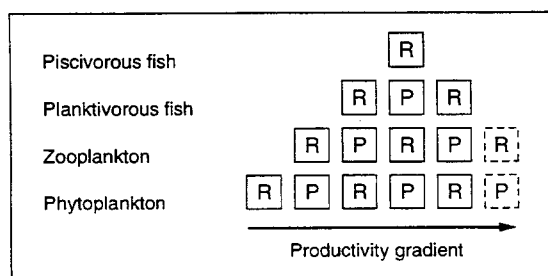 Piscivorous fish R
Planktivorous fish R P R
Zooplankton R P R P R
Phytoplankton R P R P R P
Productivity gradient